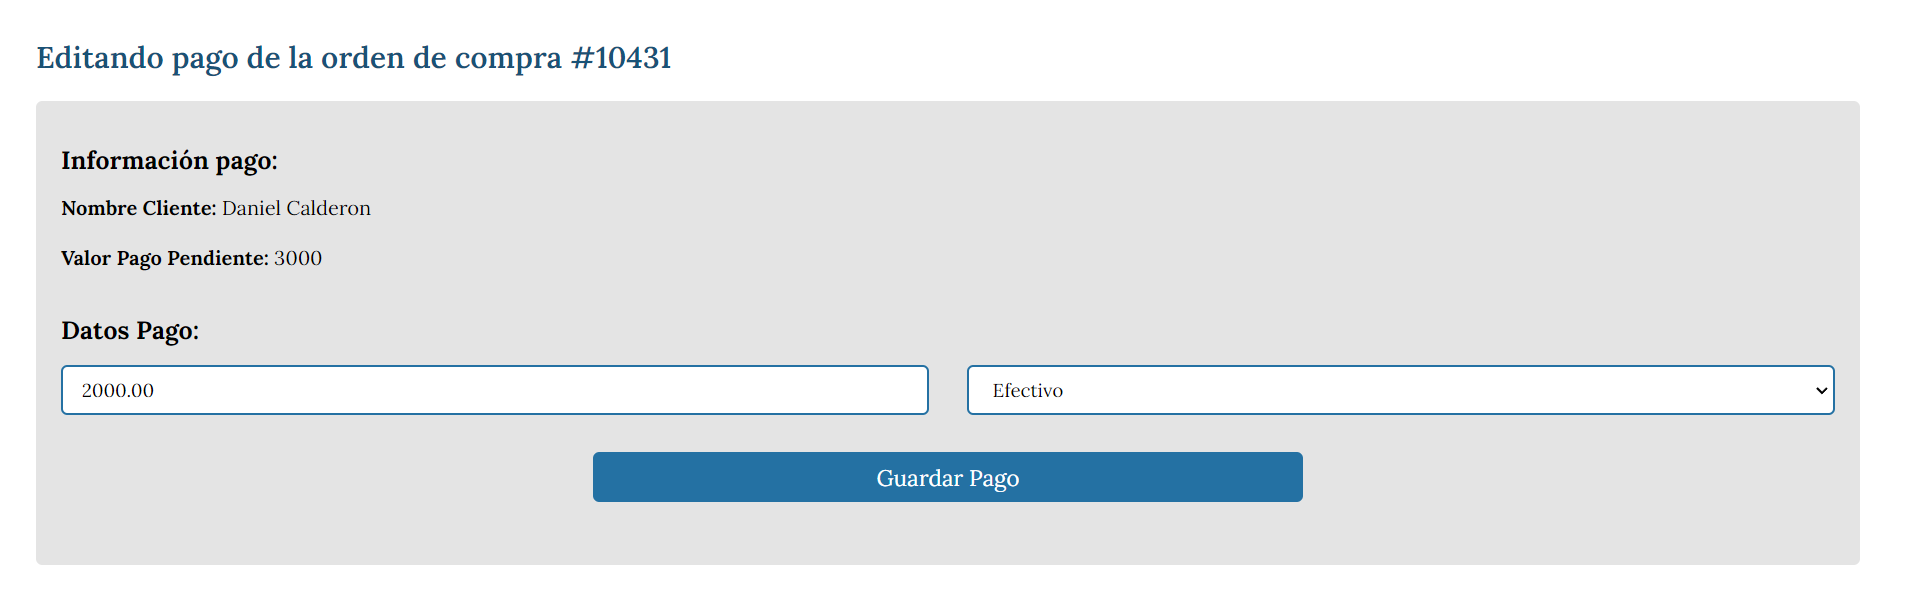 Editando pago de la orden de compra #10431
Información pago:
Nombre Cliente: Daniel Calderon
Valor Pago Pendiente: 3000
Datos Pago:
2000.00
Efectivo
Guardar Pago